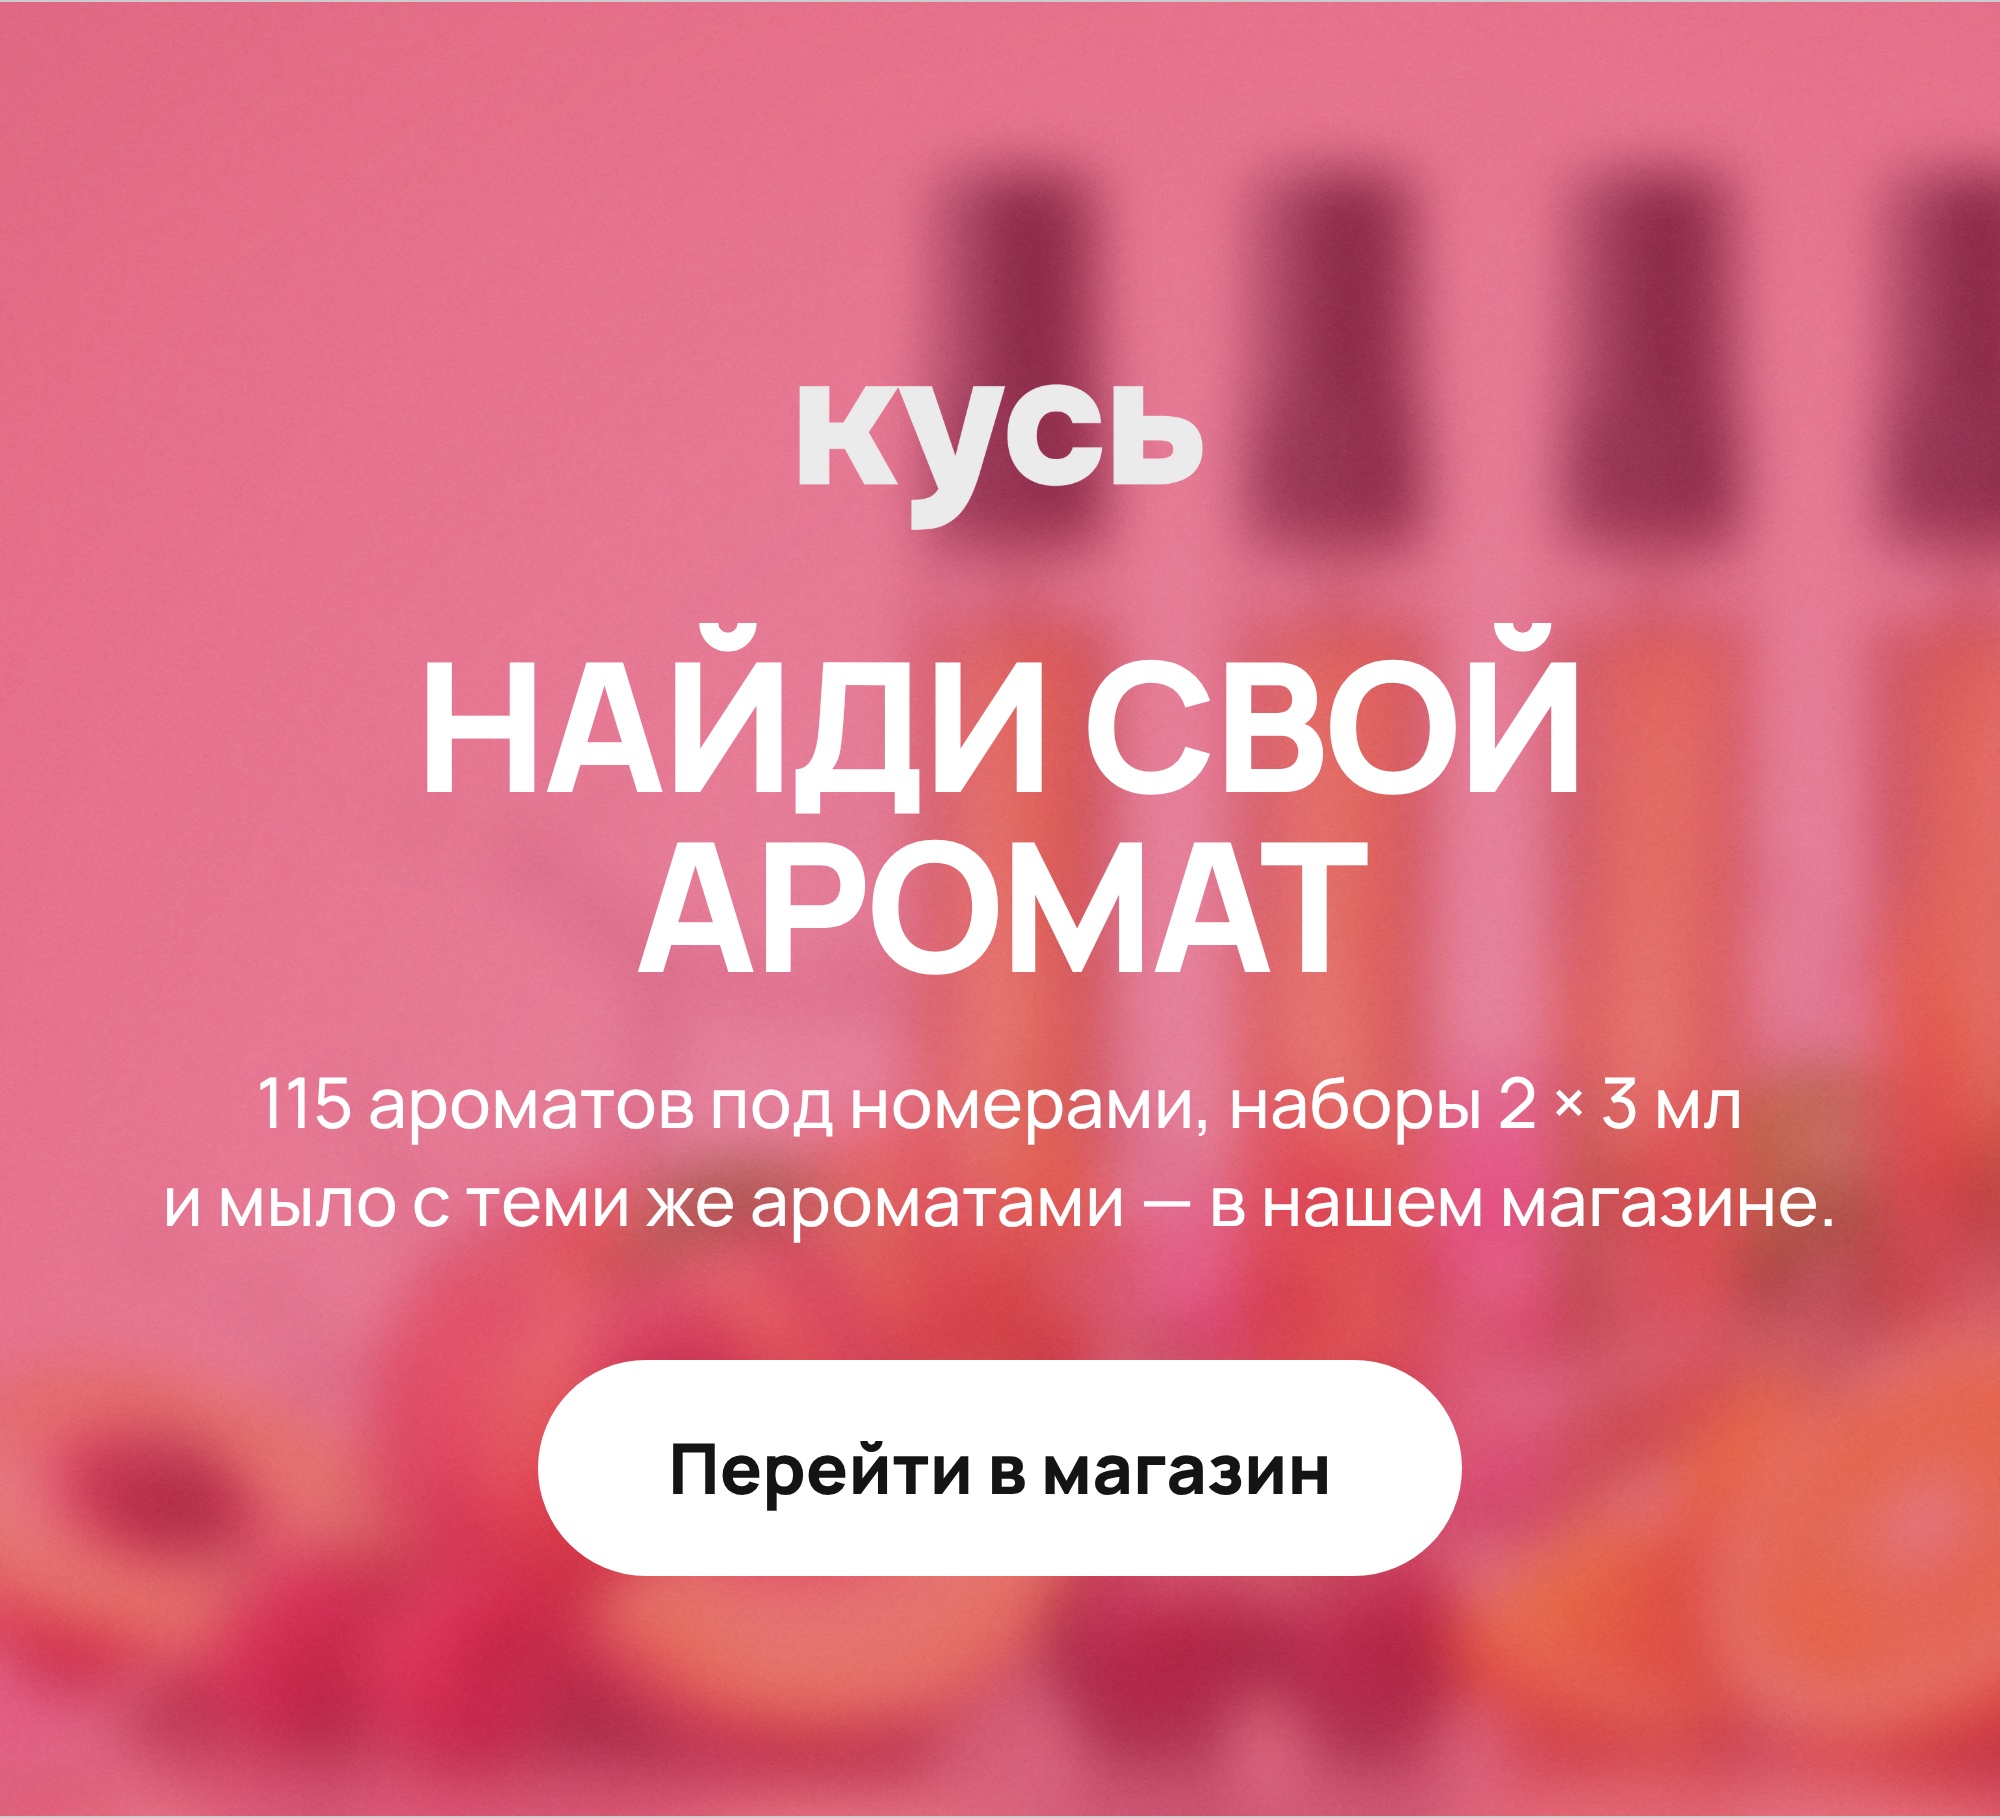 кусь
НАЙДИ СВОЙ
АРОМАТ
115 ароматов под номерами, наборы 2 × 3 мл
и мыло с теми же ароматами — в нашем магазине.
Перейти в магазин